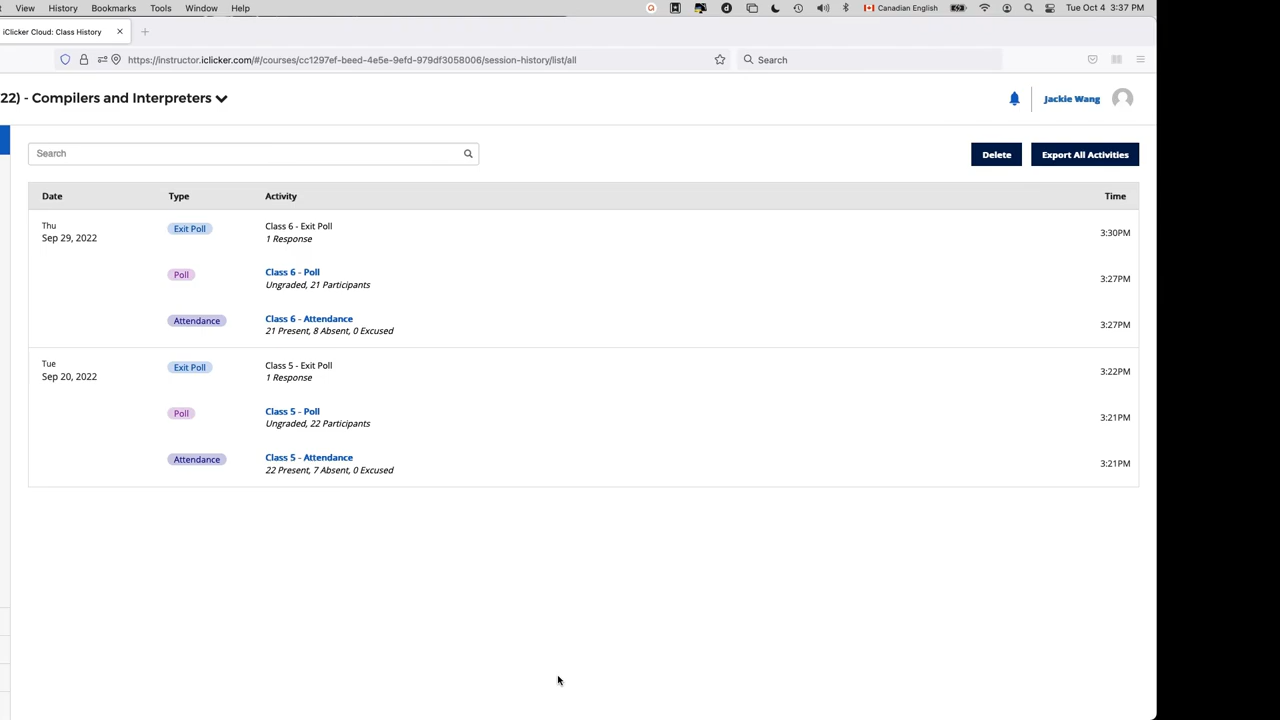 View History Bookmarks Tools Window Help Canadian English Tue Oct 4 3:37 PM
iClicker Cloud: Class History
https://instructor.iclicker.com/#/courses/cc1297ef-beed-4e5e-9efd-979df3058006/session-history/list/all Search
22) - Compilers and Interpreters Jackie Wang
Search Delete Export All Activities
Date Type Activity Time
Thu
Sep 29, 2022
Exit Poll
Class 6 - Exit Poll
1 Response
3:30PM
Poll
Class 6 - Poll
Ungraded, 21 Participants
3:27PM
Attendance
Class 6 - Attendance
21 Present, 8 Absent, 0 Excused
3:27PM
Tue
Sep 20, 2022
Exit Poll
Class 5 - Exit Poll
1 Response
3:22PM
Poll
Class 5 - Poll
Ungraded, 22 Participants
3:21PM
Attendance
Class 5 - Attendance
22 Present, 7 Absent, 0 Excused
3:21PM